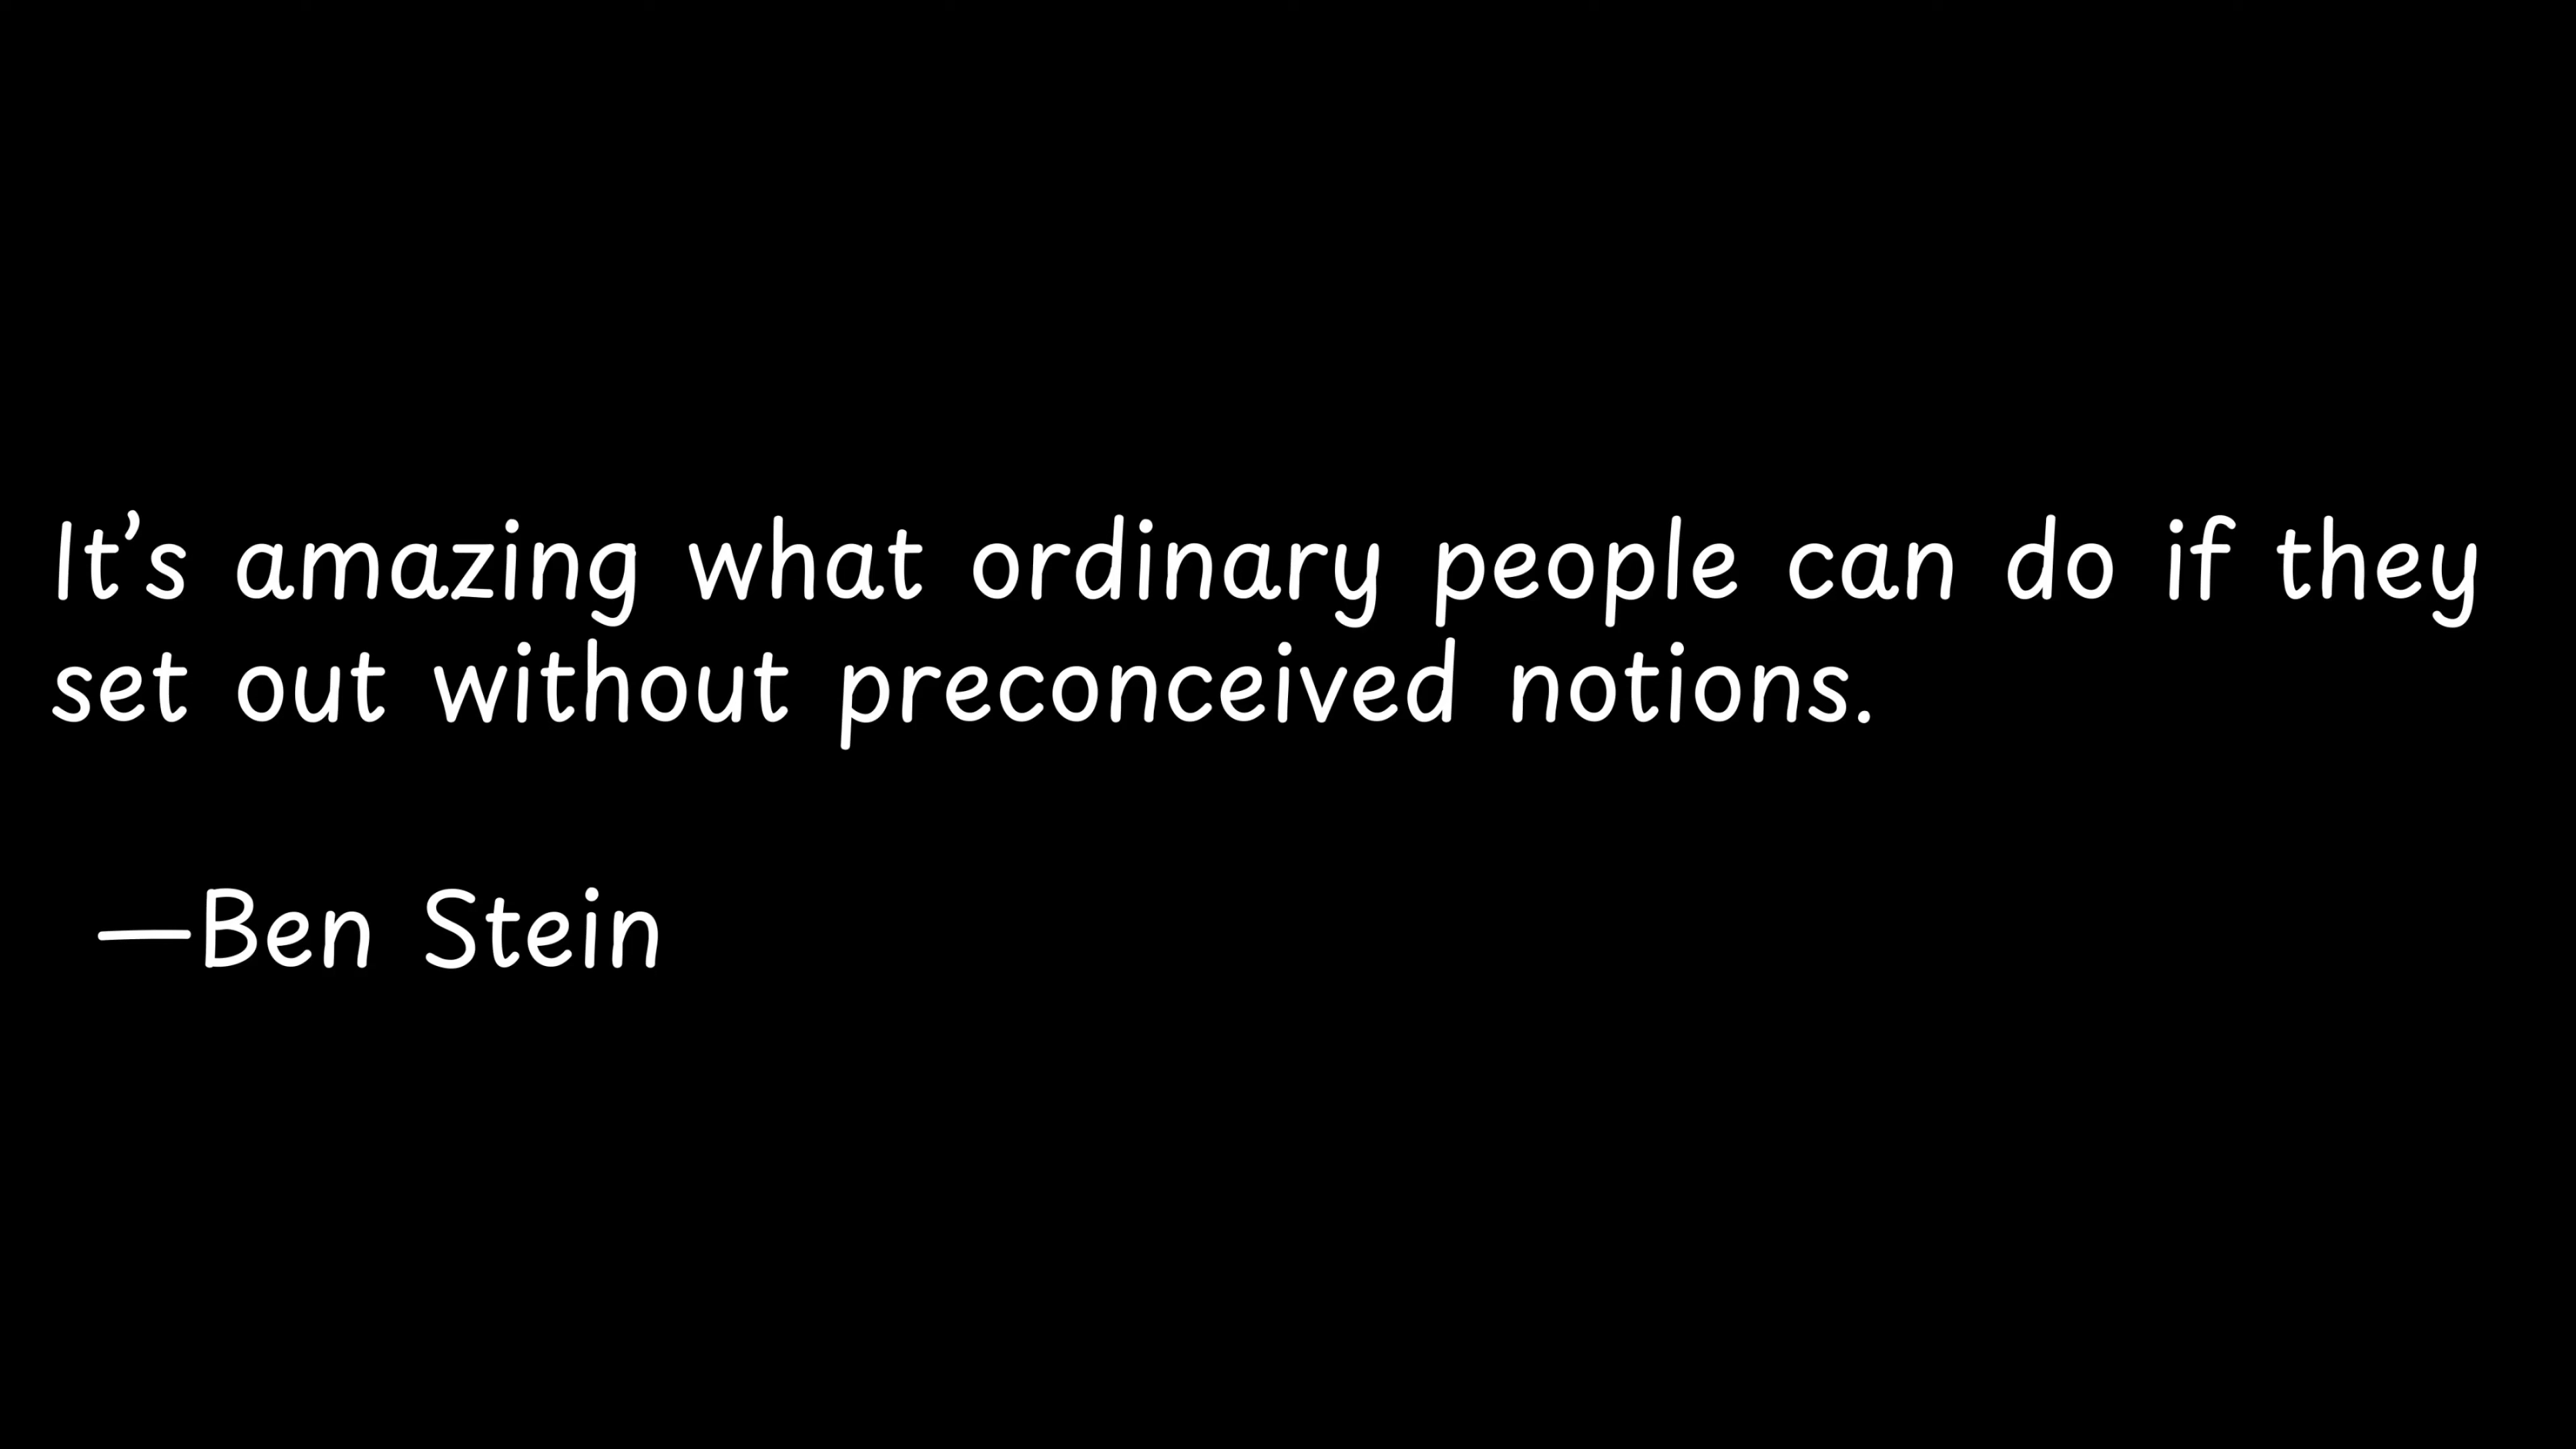 It’s amazing what ordinary people can do if they
set out without preconceived notions.
—Ben Stein